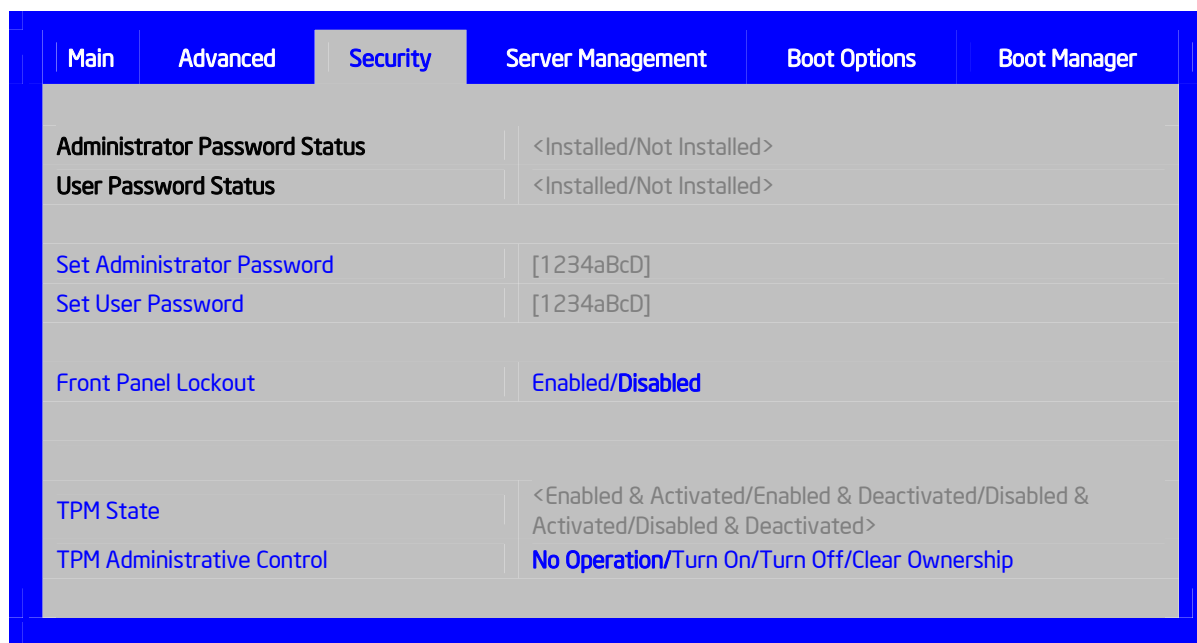 Main Advanced Security Server Management Boot Options Boot Manager
Administrator Password Status <Installed/Not Installed>
User Password Status <Installed/Not Installed>
Set Administrator Password [1234aBcD]
Set User Password [1234aBcD]
Front Panel Lockout Enabled/Disabled
TPM State <Enabled & Activated/Enabled & Deactivated/Disabled &
Activated/Disabled & Deactivated>
TPM Administrative Control No Operation/Turn On/Turn Off/Clear Ownership